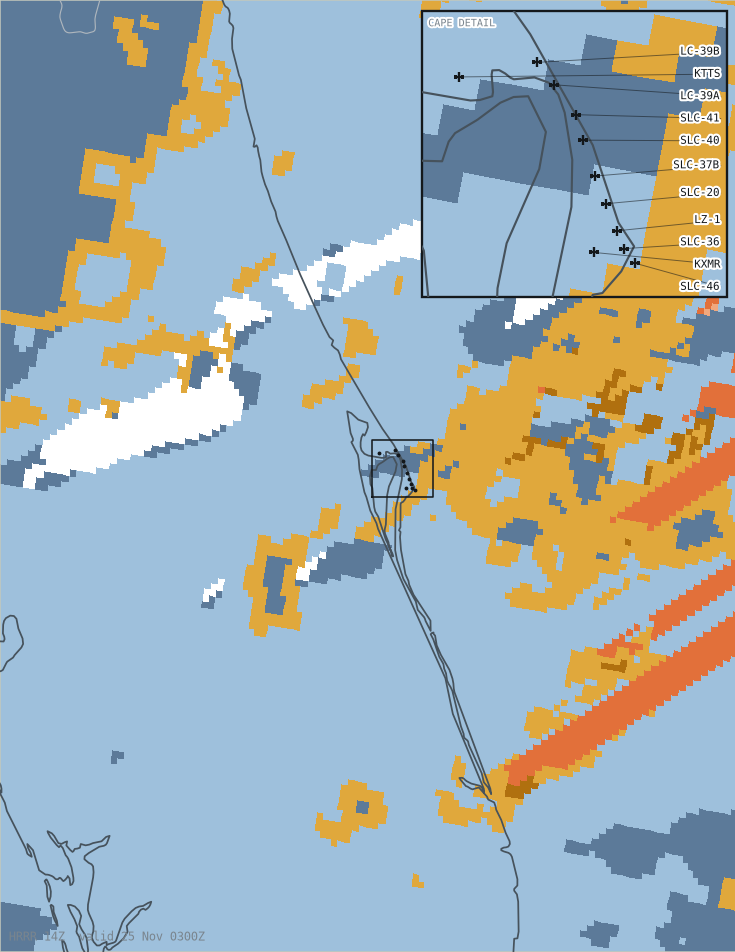 CAPE DETAIL
LC-39B
KTTS
LC-39A
SLC-41
SLC-40
SLC-37B
SLC-20
LZ-1
SLC-36
KXMR
SLC-46
HRRR 14Z valid 25 Nov 0300Z